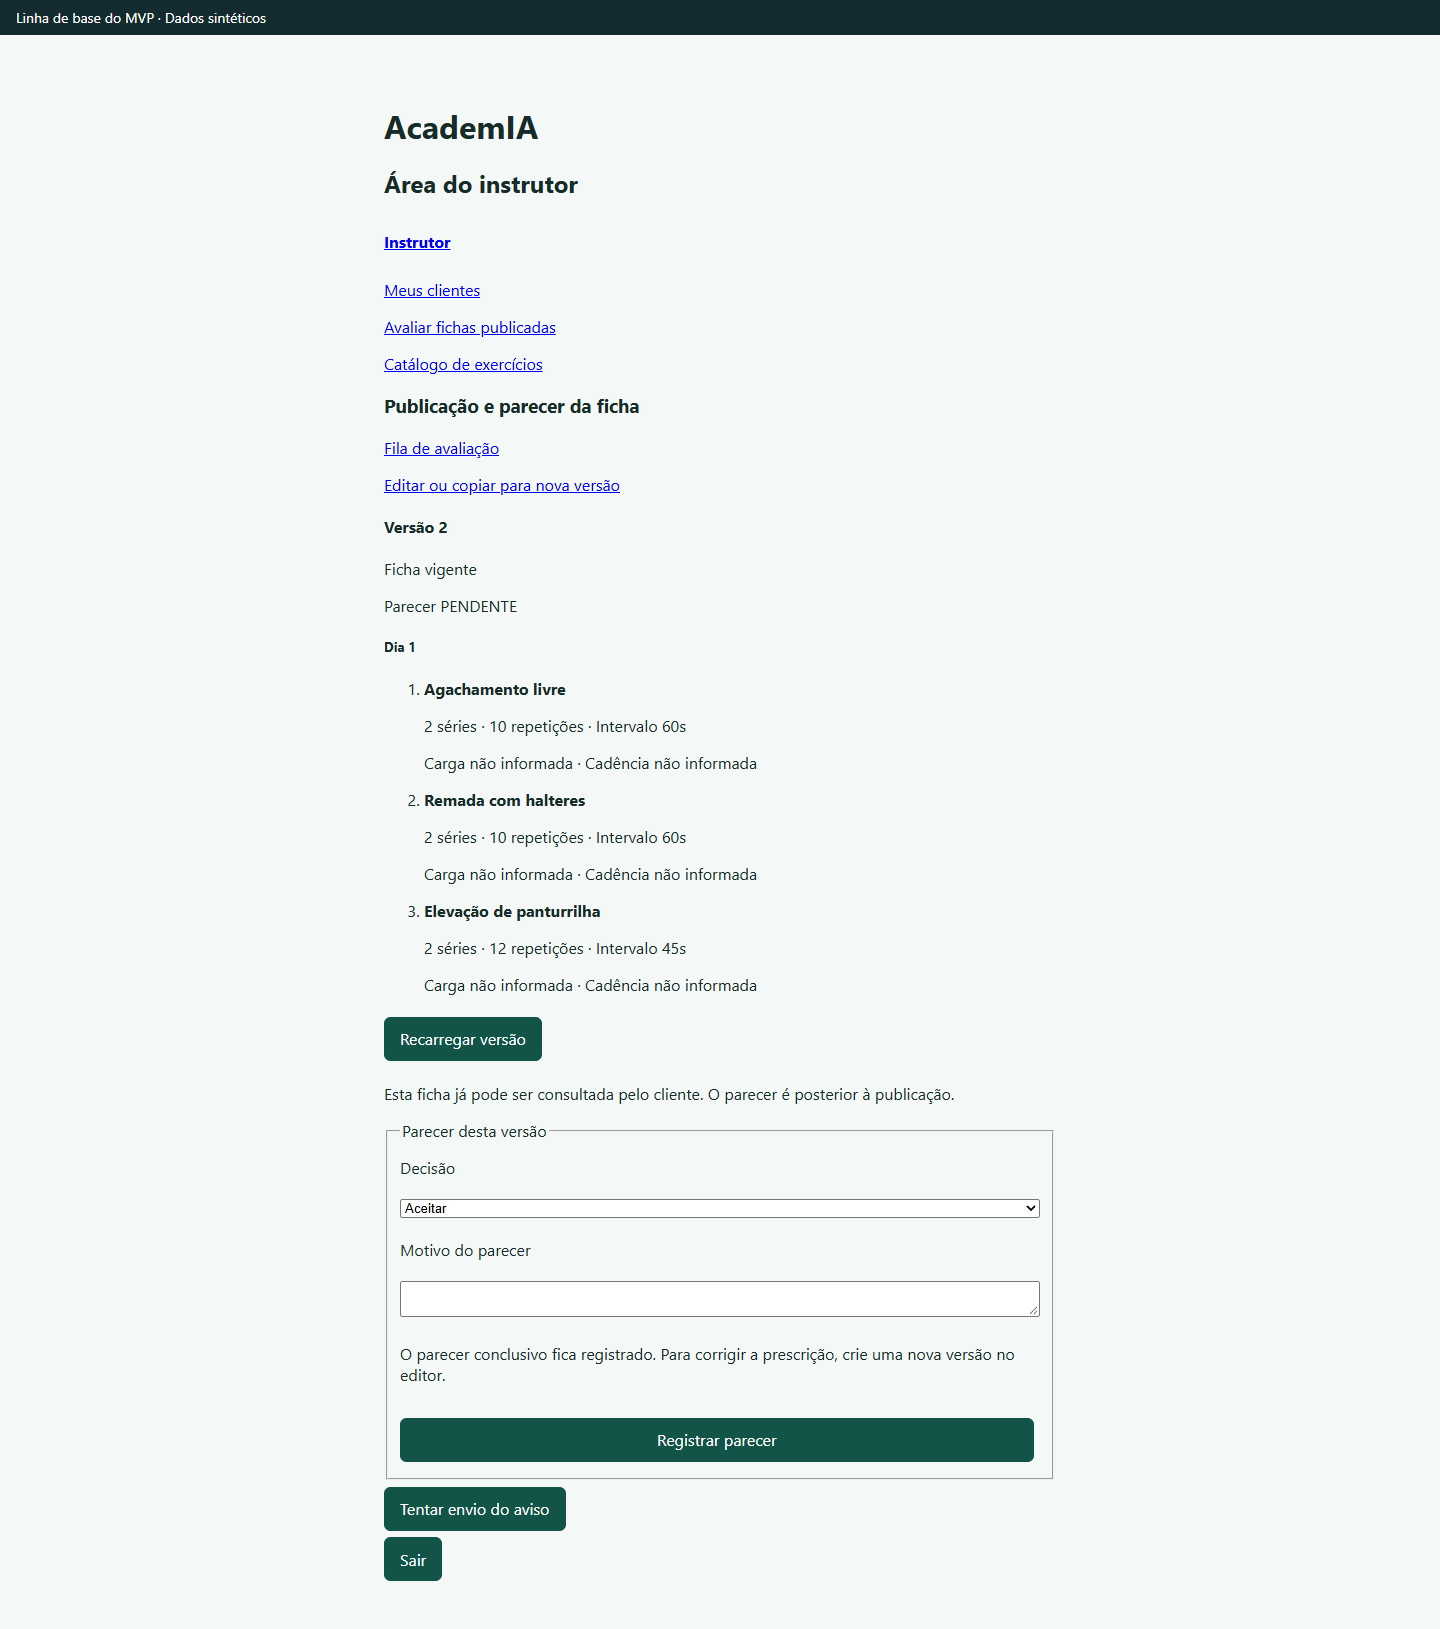 Linha de base do MVP · Dados sintéticos
AcademIA
Área do instrutor
Instrutor
Meus clientes
Avaliar fichas publicadas
Catálogo de exercícios
Publicação e parecer da ficha
Fila de avaliação
Editar ou copiar para nova versão
Versão 2
Ficha vigente
Parecer PENDENTE
Dia 1
1. Agachamento livre
2 séries · 10 repetições · Intervalo 60s
Carga não informada · Cadência não informada
2. Remada com halteres
2 séries · 10 repetições · Intervalo 60s
Carga não informada · Cadência não informada
3. Elevação de panturrilha
2 séries · 12 repetições · Intervalo 45s
Carga não informada · Cadência não informada
Recarregar versão
Esta ficha já pode ser consultada pelo cliente. O parecer é posterior à publicação.
Parecer desta versão
Decisão
Aceitar
Motivo do parecer
O parecer conclusivo fica registrado. Para corrigir a prescrição, crie uma nova versão no
editor.
Registrar parecer
Tentar envio do aviso
Sair